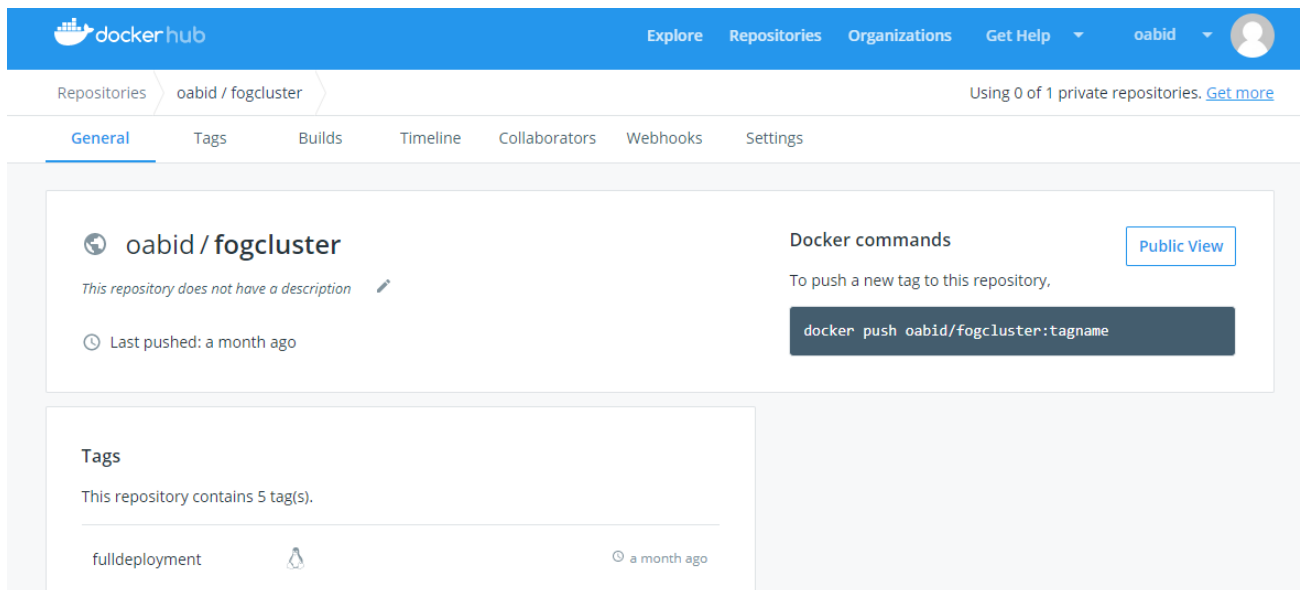 dockerhub Explore Repositories Organizations Get Help oabid
Repositories oabid / fogcluster Using 0 of 1 private repositories. Get more
General Tags Builds Timeline Collaborators Webhooks Settings
oabid / fogcluster
This repository does not have a description
Last pushed: a month ago
Docker commands
Public View
To push a new tag to this repository,
docker push oabid/fogcluster:tagname
Tags
This repository contains 5 tag(s).
fulldeployment a month ago